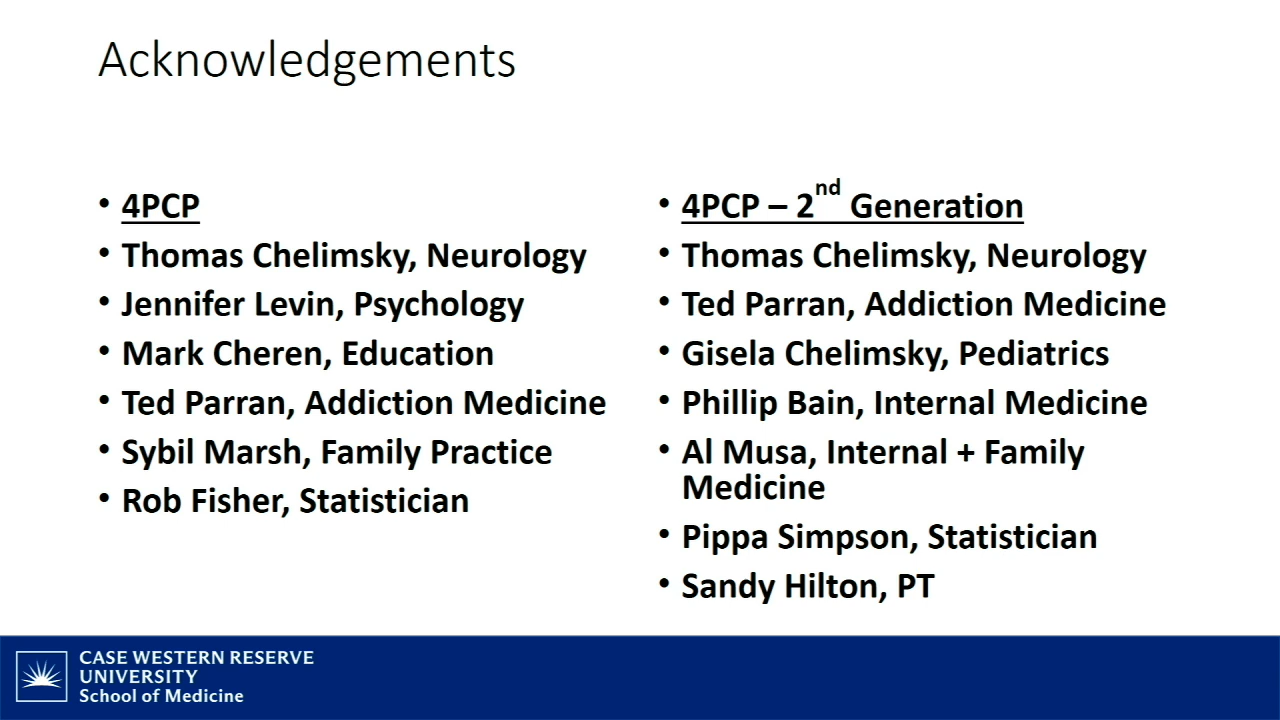 Acknowledgements
• 4PCP
• Thomas Chelimsky, Neurology
• Jennifer Levin, Psychology
• Mark Cheren, Education
• Ted Parran, Addiction Medicine
• Sybil Marsh, Family Practice
• Rob Fisher, Statistician
• 4PCP – 2nd Generation
• Thomas Chelimsky, Neurology
• Ted Parran, Addiction Medicine
• Gisela Chelimsky, Pediatrics
• Phillip Bain, Internal Medicine
• Al Musa, Internal + Family
Medicine
• Pippa Simpson, Statistician
• Sandy Hilton, PT
CASE WESTERN RESERVE
UNIVERSITY
School of Medicine